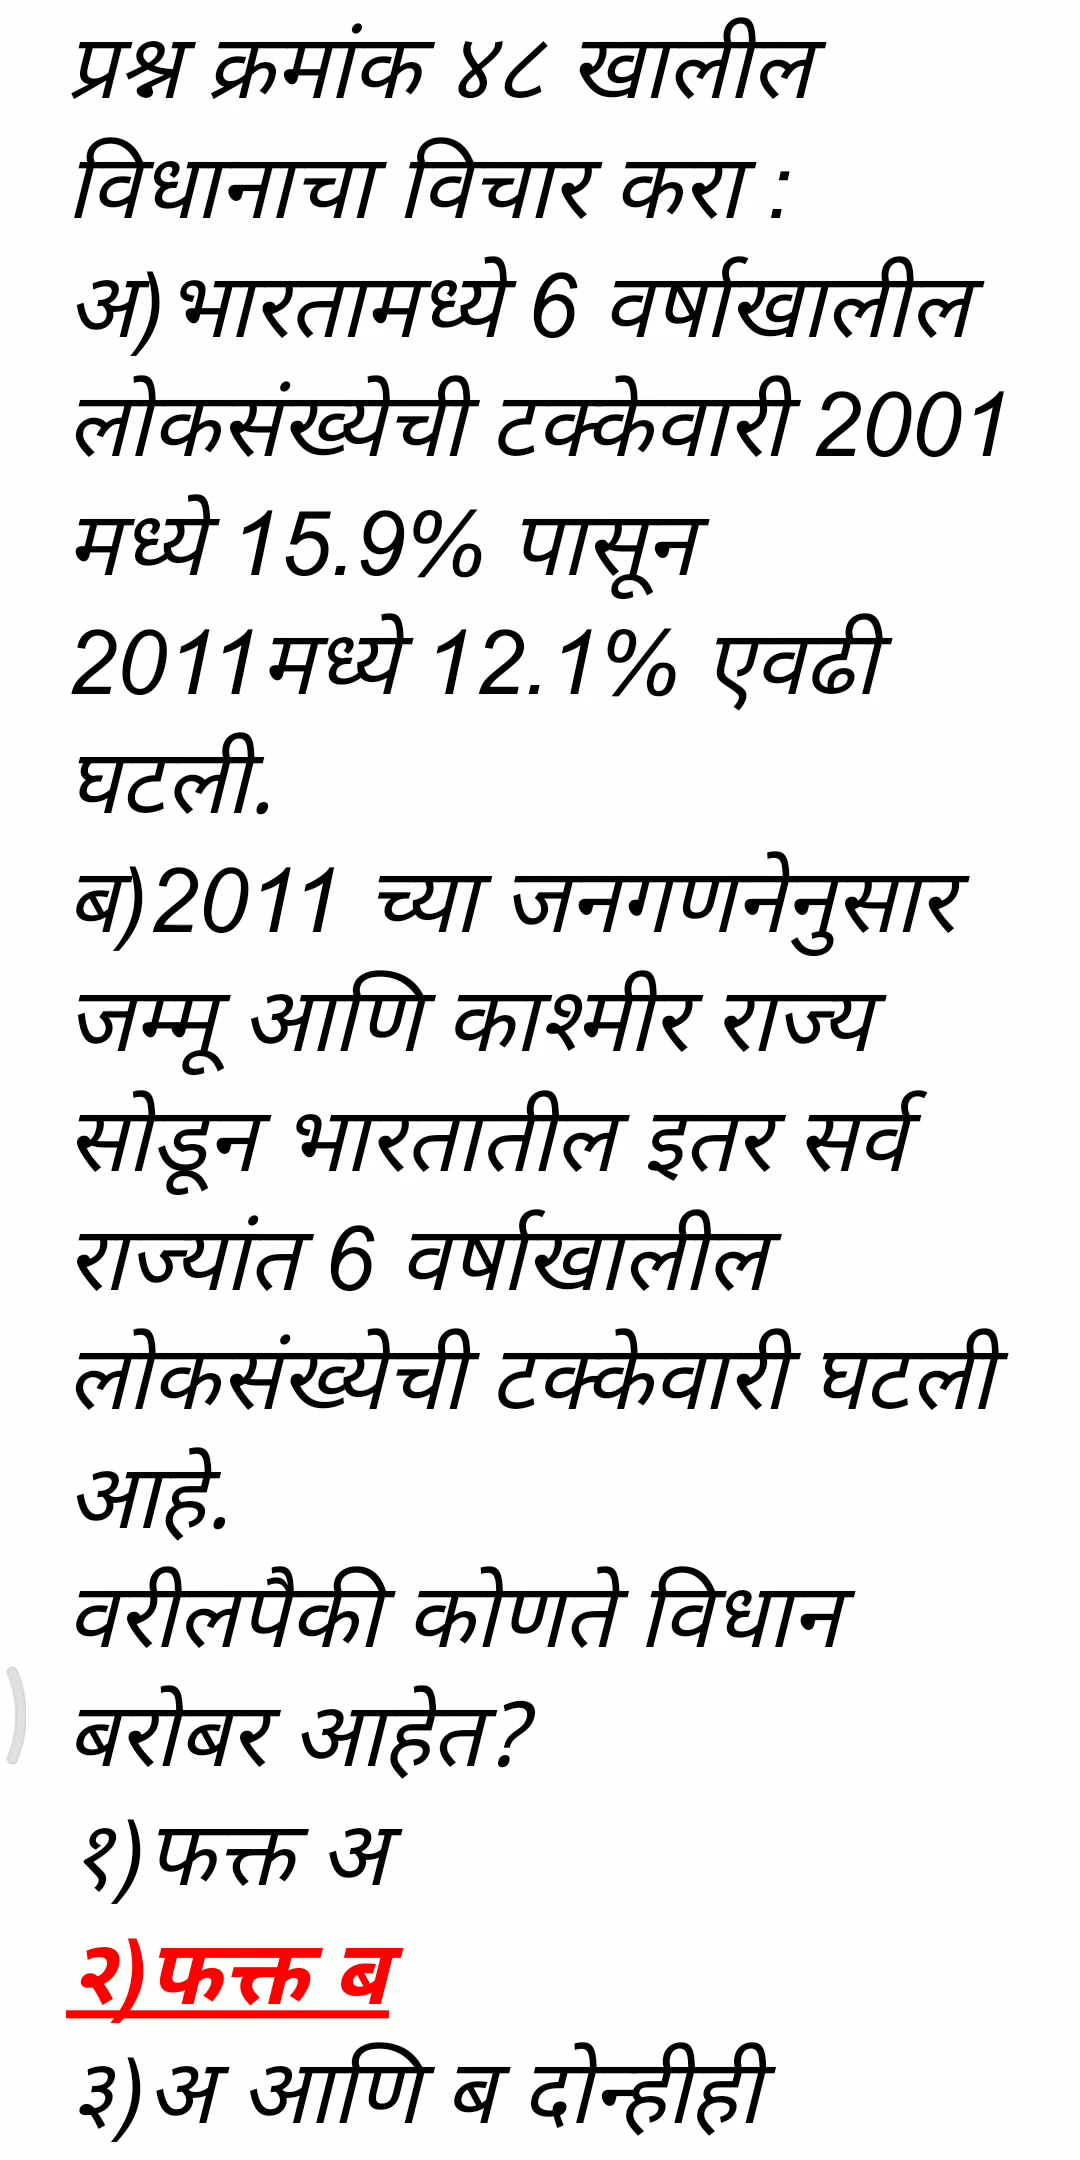 प्रश्न क्रमांक ४८ खालील
विधानाचा विचार करा :
अ)भारतामध्ये 6 वर्षाखालील
लोकसंख्येची टक्केवारी 2001
मध्ये 15.9% पासून
2011मध्ये 12.1% एवढी
घटली.
ब)2011 च्या जनगणनेनुसार
जम्मू आणि काश्मीर राज्य
सोडून भारतातील इतर सर्व
राज्यांत 6 वर्षाखालील
लोकसंख्येची टक्केवारी घटली
आहे.
वरीलपैकी कोणते विधान
बरोबर आहेत?
१)फक्त अ
२)फक्त ब
३)अ आणि ब दोन्हीही